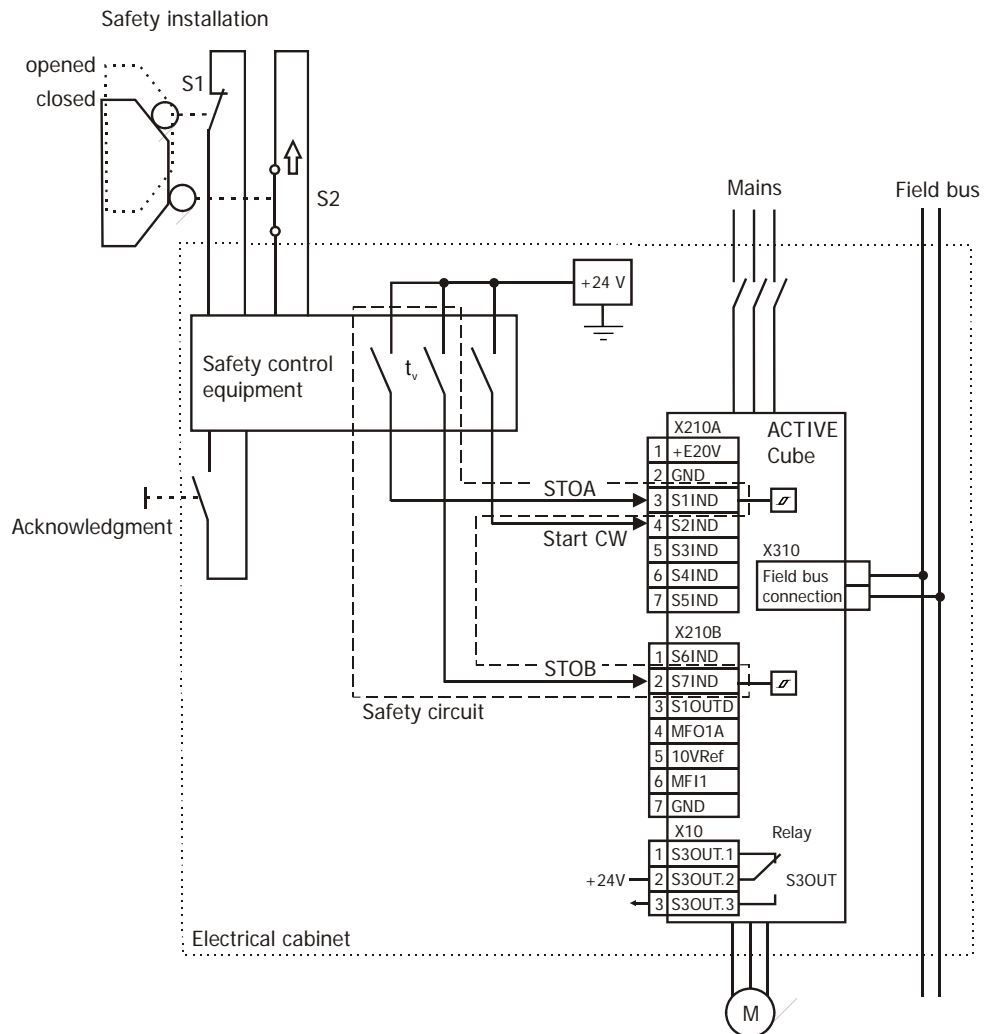 Safety installation
opened
closed
S1
S2
Mains
Field bus
+24 V
Safety control
equipment
tv
Acknowledgment
STOA
Start CW
STOB
Safety circuit
X210A
ACTIVE
Cube
1 +E20V
2 GND
3 S1IND
4 S2IND
5 S3IND
6 S4IND
7 S5IND
X310
Field bus
connection
X210B
1 S6IND
2 S7IND
3 S1OUTD
4 MFO1A
5 10VRef
6 MFI1
7 GND
X10
Relay
1 S3OUT.1
+24V 2 S3OUT.2
S3OUT
3 S3OUT.3
Electrical cabinet
M